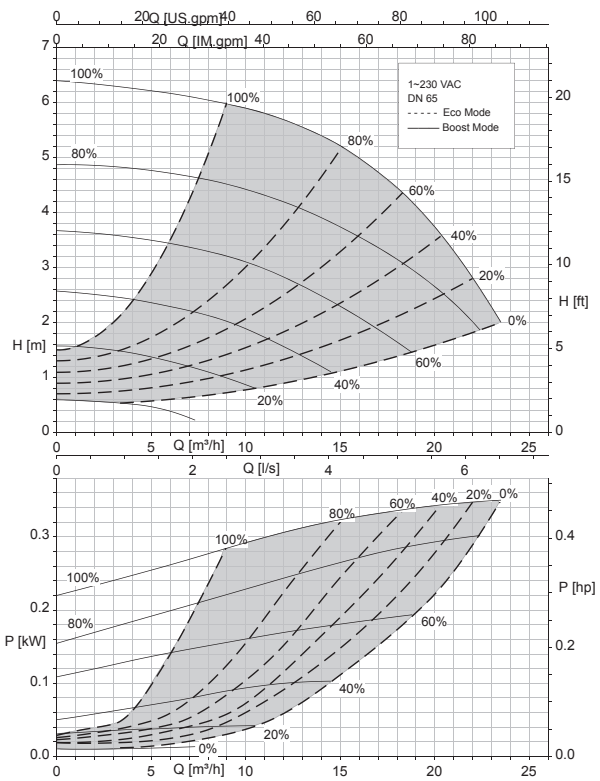 Q [US.gpm]
0 20 40 60 80 100
Q [IM.gpm]
0 20 40 60 80
7
100%
1~230 VAC
DN 65
Eco Mode
Boost Mode
6
100%
20
80%
5
80%
15
60%
4
40%
3
10
20%
H [ft]
2
0%
H [m]
5
60%
1
40%
20%
0
0
5 10 15 20 25
Q [m³/h]
Q [l/s]
0 2 4 6
100% 80% 60% 40% 20% 0%
0.3
0.4
100%
P [hp]
0.2
80%
60%
P [kW]
0.2
0.1
40%
20%
0%
0.0
0.0
0 5 10 15 20 25
Q [m³/h]